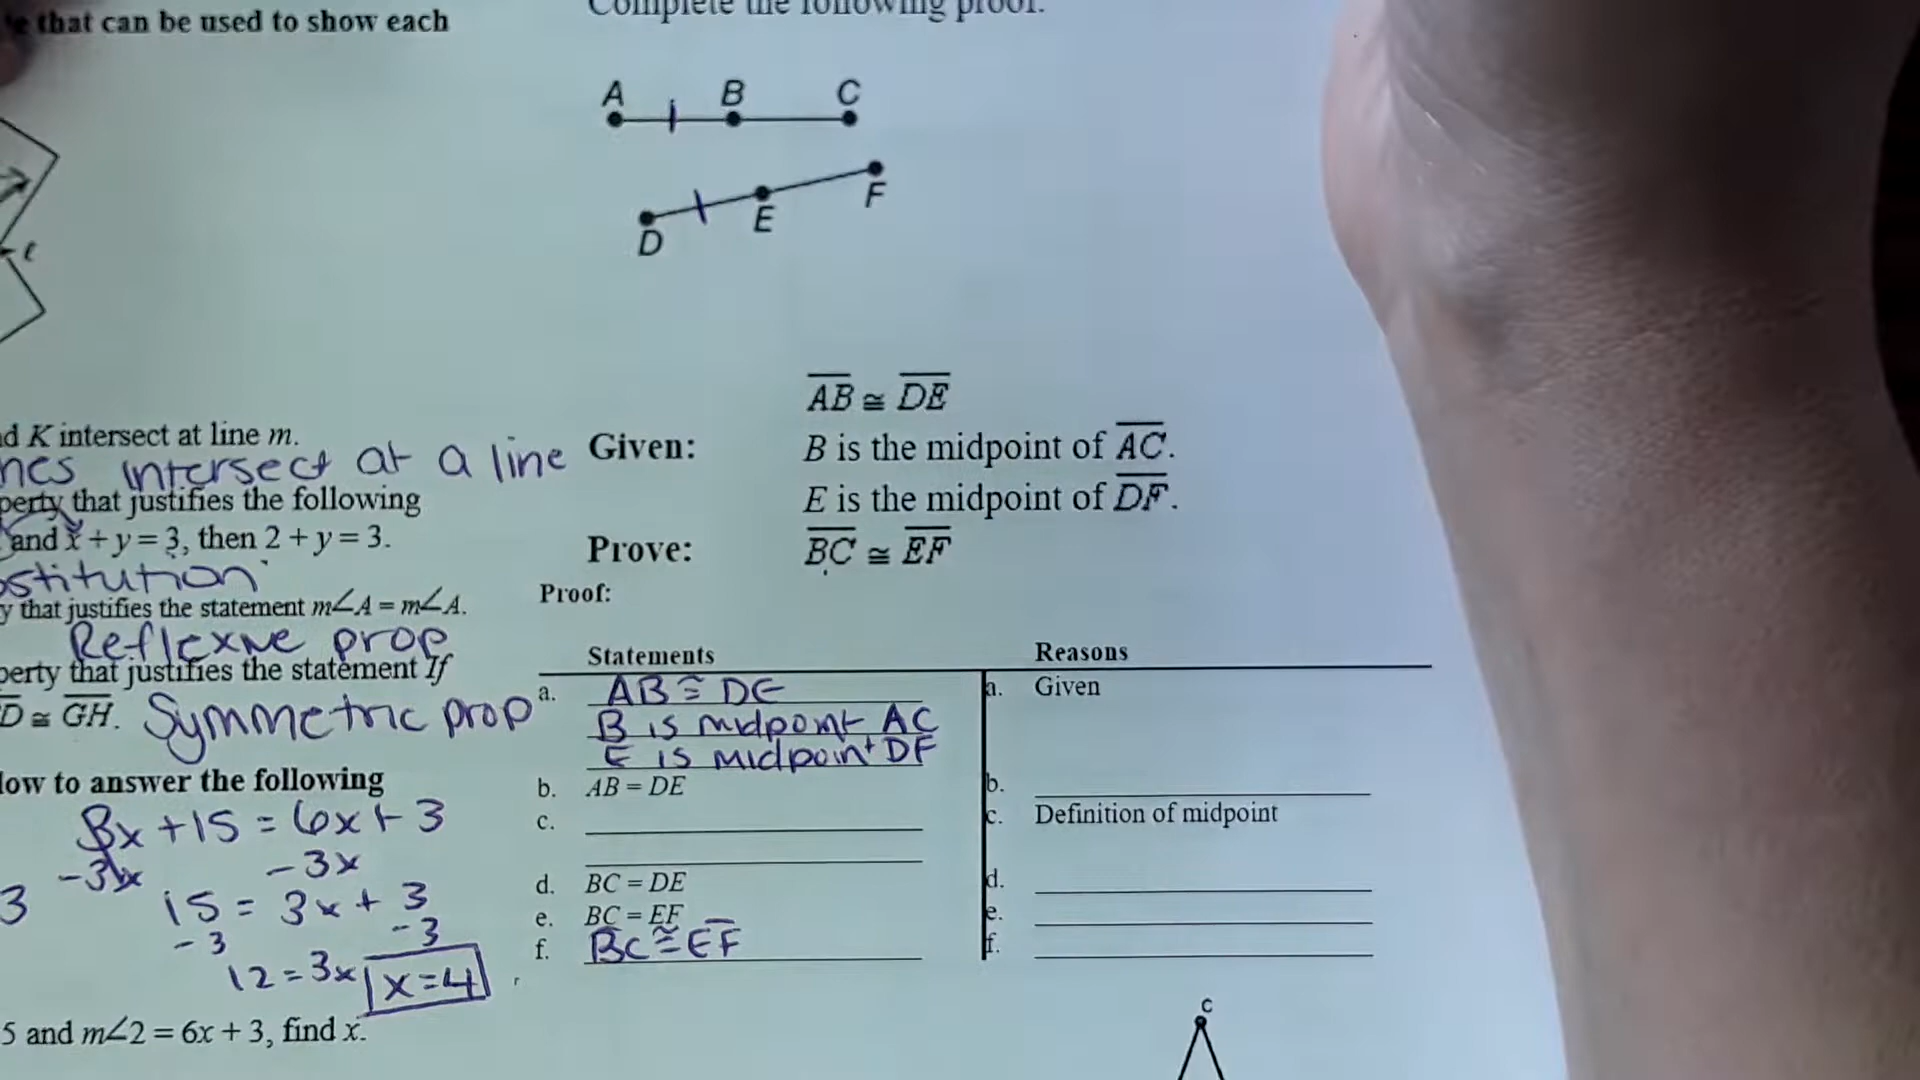 that can be used to show each
ℓ
d K intersect at line m.
intersect at a line
perty that justifies the following
and x + y = 3, then 2 + y = 3.
stitution
y that justifies the statement m∠A = m∠A.
Reflexive prop
perty that justifies the statement If
D ≅ GH. Symmetric prop
low to answer the following
8x + 15 = 6x + 3
- 3x
15 = 3x + 3
- 3 - 3
12 = 3x x = 4
5 and m∠2 = 6x + 3, find x.
3
Complete the following proof.
A B C
D E F
AB ≅ DE
Given: B is the midpoint of AC.
E is the midpoint of DF.
Prove: BC ≅ EF
Proof:
Statements Reasons
a. AB ≅ DE a. Given
B is midpoint AC
E is midpoint DF
b. AB = DE b.
c. c. Definition of midpoint
d. BC = DE d.
e. BC = EF e.
f. BC ≅ EF f.
C